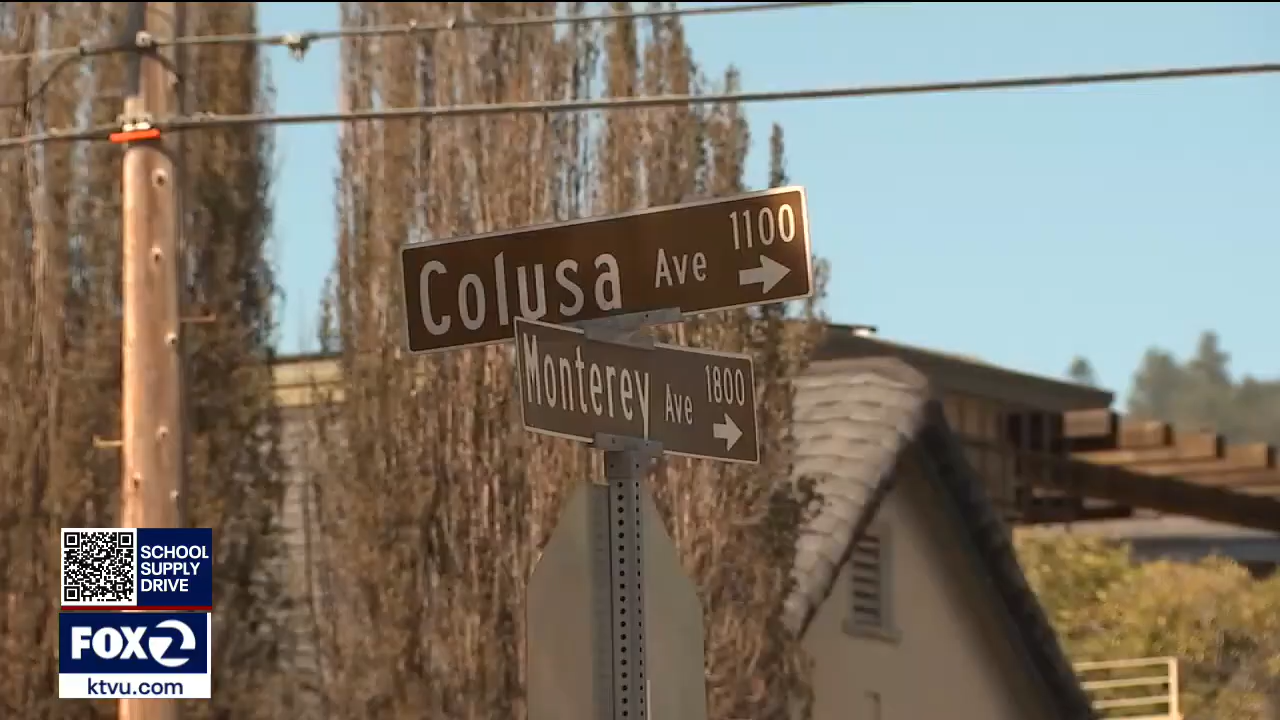 Colusa Ave 1100
Monterey Ave 1800
SCHOOL
SUPPLY
DRIVE
FOX 2
ktvu.com